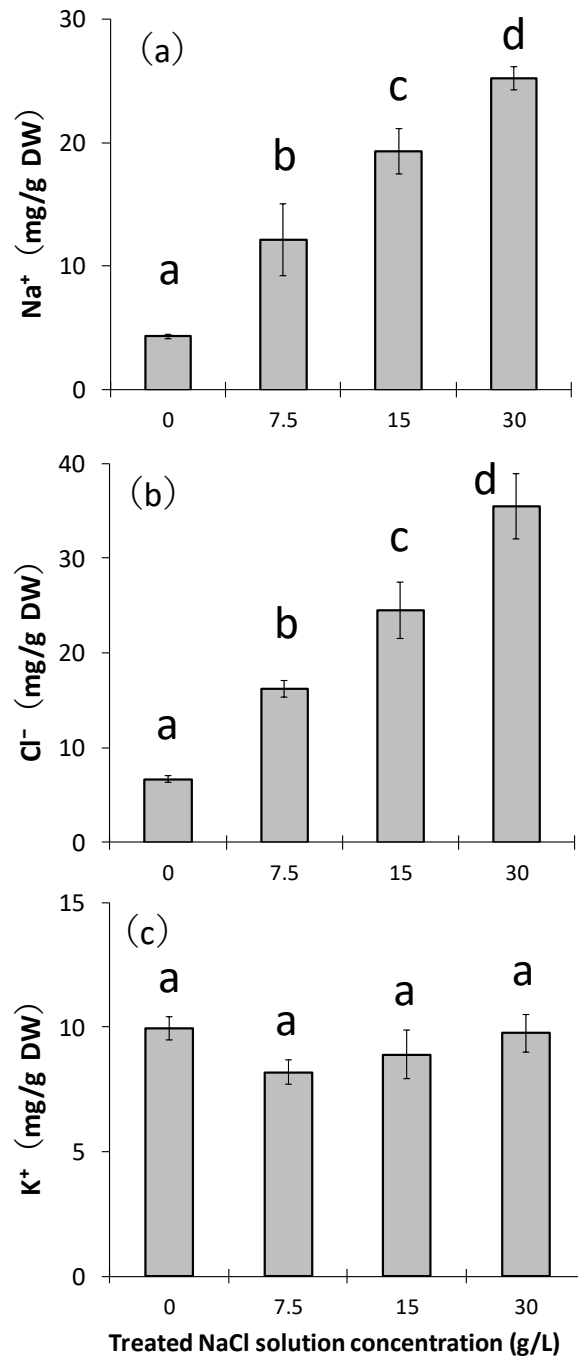 30
(a)
d
c
20
b
Na⁺ (mg/g DW)
10
a
0
0 7.5 15 30
40
(b)
d
30
c
20
b
Cl⁻ (mg/g DW)
a
10
0
0 7.5 15 30
15
(c)
a a a a
10
K⁺ (mg/g DW)
5
0
0 7.5 15 30
Treated NaCl solution concentration (g/L)